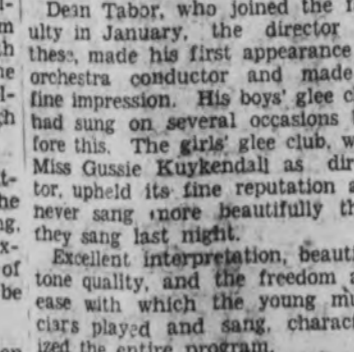 Dean Tabor, who joined the f
ulty in January, the director
these, made his first appearance
orchestra conductor and made
fine impression. His boys' glee c
had sung on several occasions
fore this. The girls' glee club, w
Miss Gussie Kuykendall as dir
tor, upheld its fine reputation a
never sang more beautifully th
they sang last night.
Excellent interpretation, beauti
tone quality, and the freedom a
ease with which the young mu
cians played and sang, charact
ized the entire program.